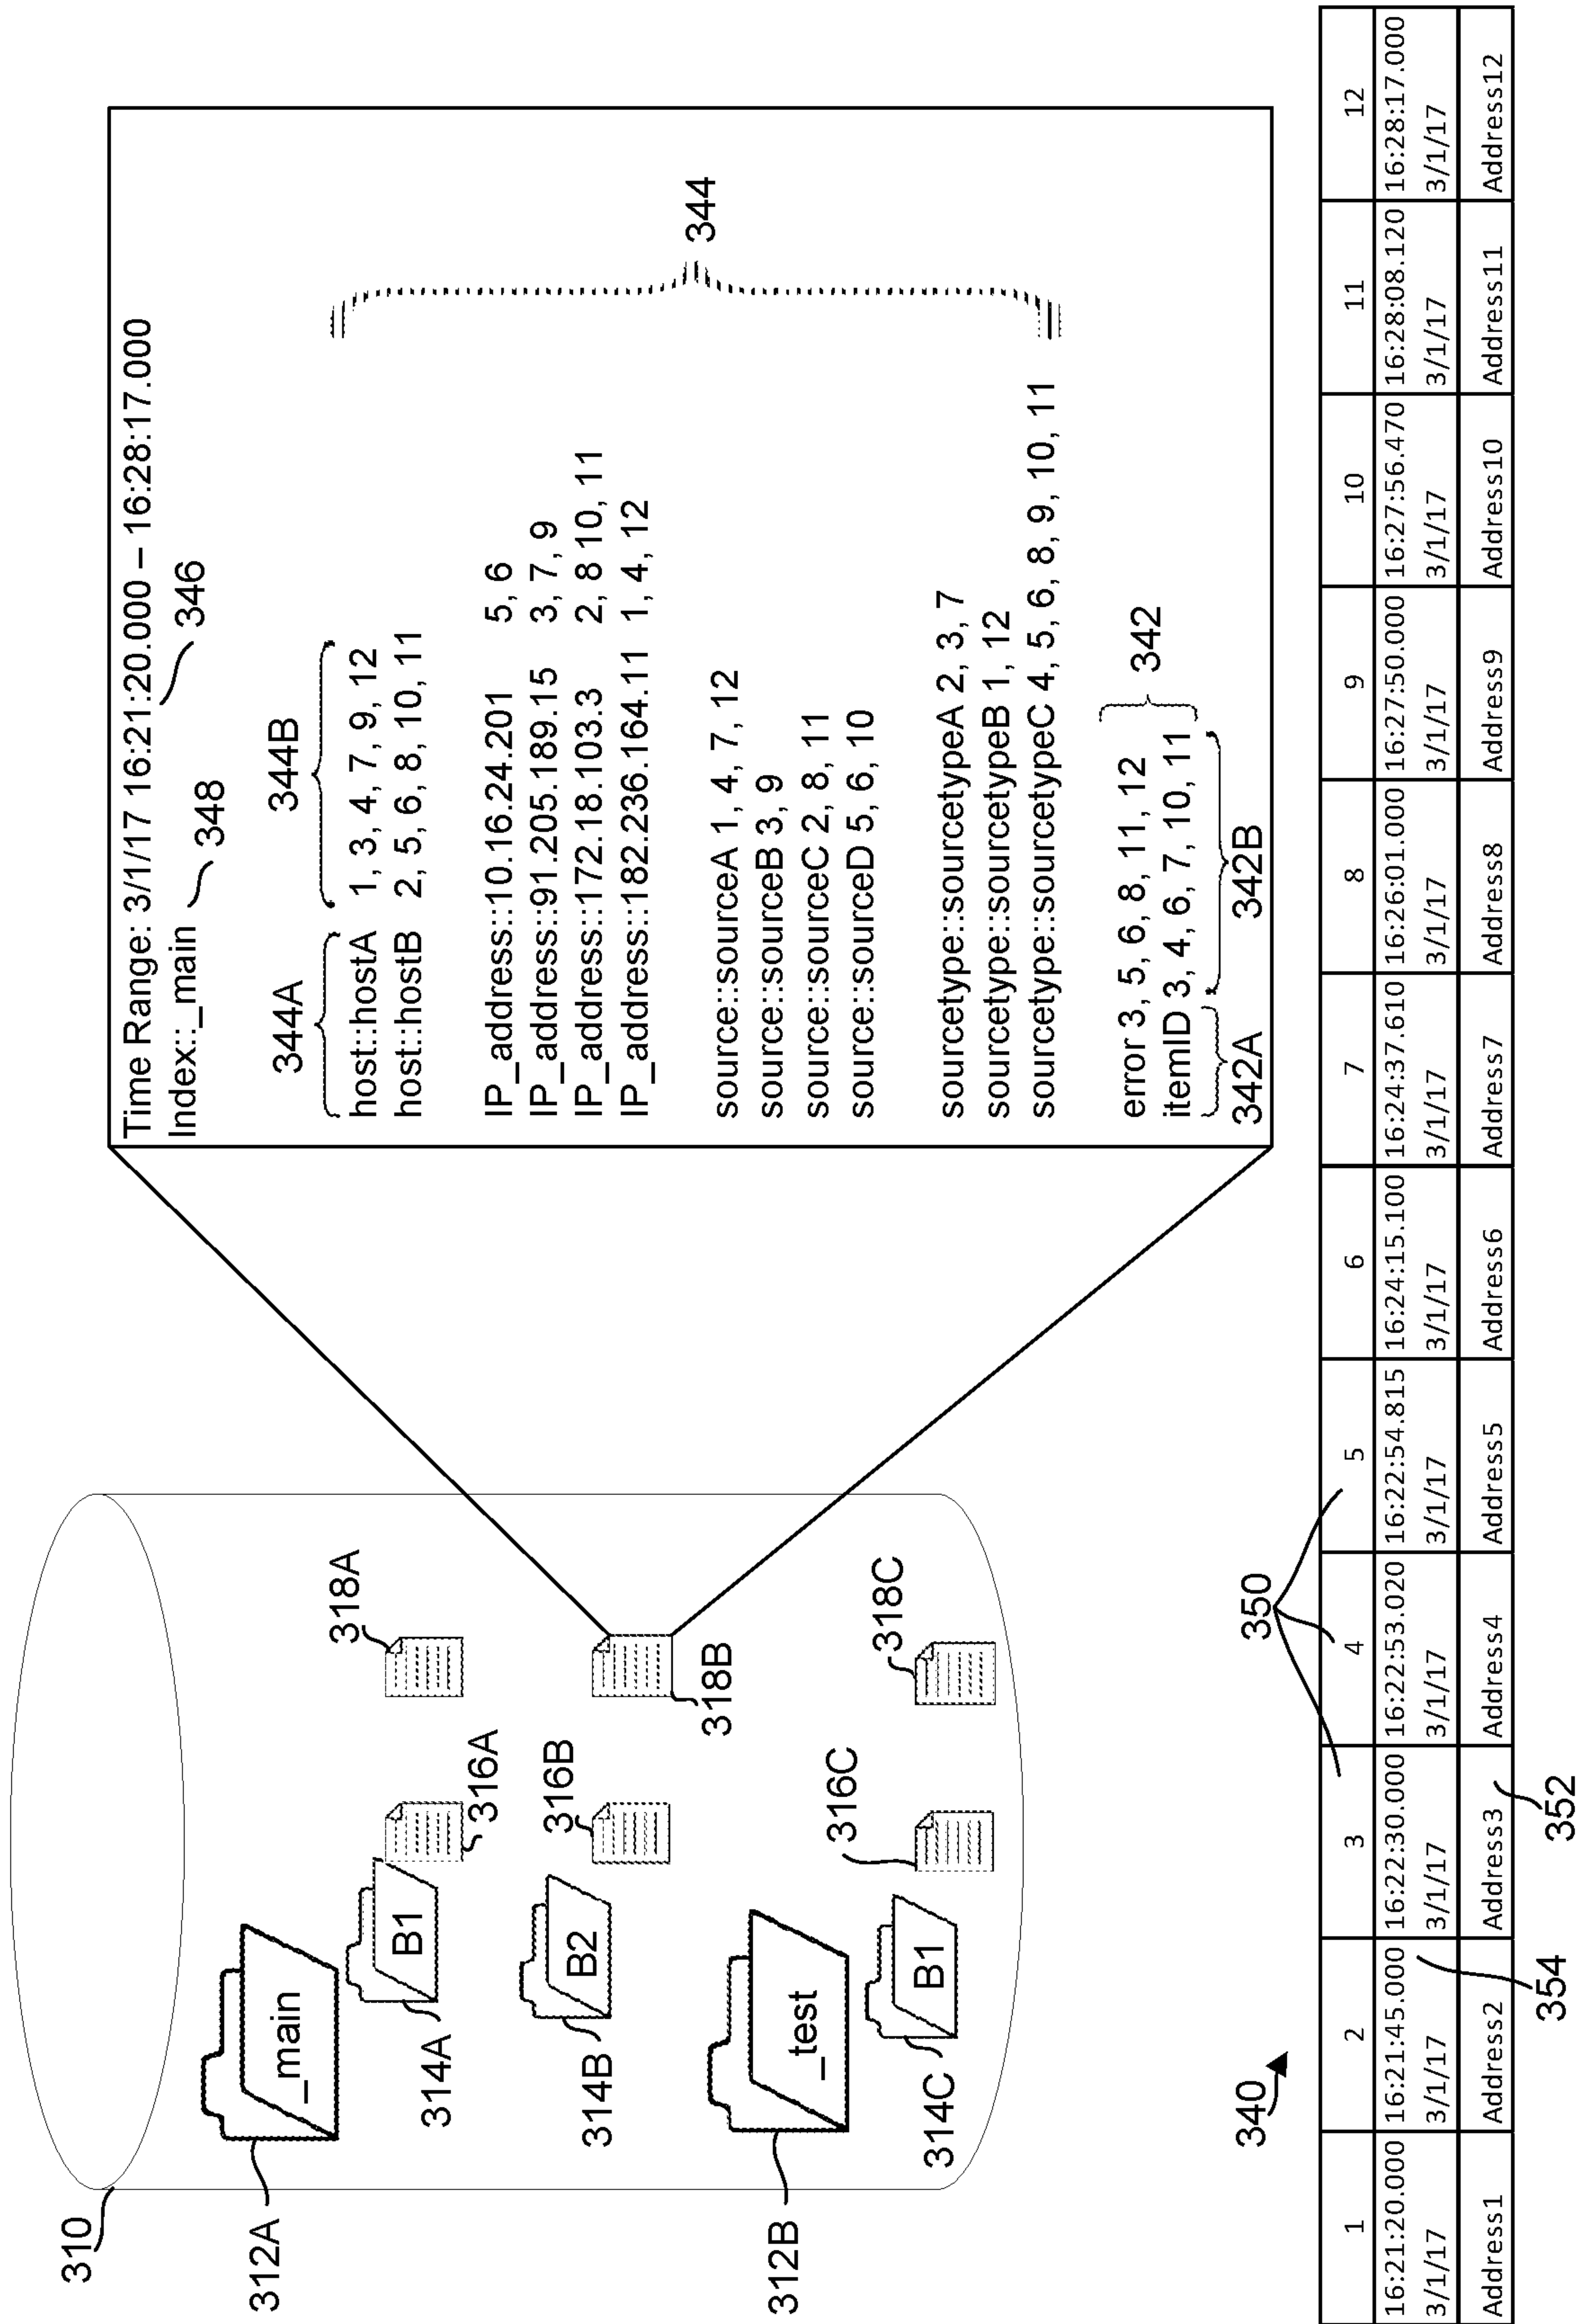 310
312A
_main
314A
B1
316A
318A
314B
B2
316B
318B
312B
_test
314C
B1
316C
318C
Time Range: 3/1/17 16:21:20.000 – 16:28:17.000
Index::_main
346
348
344A
344B
host::hostA 1, 3, 4, 7, 9, 12
host::hostB 2, 5, 6, 8, 10, 11
IP_address::10.16.24.201 5, 6
IP_address::91.205.189.15 3, 7, 9
IP_address::172.18.103.3 2, 8 10, 11
IP_address::182.236.164.11 1, 4, 12
source::sourceA 1, 4, 7, 12
source::sourceB 3, 9
source::sourceC 2, 8, 11
source::sourceD 5, 6, 10
sourcetype::sourcetypeA 2, 3, 7
sourcetype::sourcetypeB 1, 12
sourcetype::sourcetypeC 4, 5, 6, 8, 9, 10, 11
344
error 3, 5, 6, 8, 11, 12
itemID 3, 4, 6, 7, 10, 11
342
342A
342B
340
350
1 2 3 4 5 6 7 8 9 10 11 12
16:21:20.000 16:21:45.000 16:22:30.000 16:22:53.020 16:22:54.815 16:24:15.100 16:24:37.610 16:26:01.000 16:27:50.000 16:27:56.470 16:28:08.120 16:28:17.000
3/1/17 3/1/17 3/1/17 3/1/17 3/1/17 3/1/17 3/1/17 3/1/17 3/1/17 3/1/17 3/1/17 3/1/17
Address1 Address2 Address3 Address4 Address5 Address6 Address7 Address8 Address9 Address10 Address11 Address12
354
352